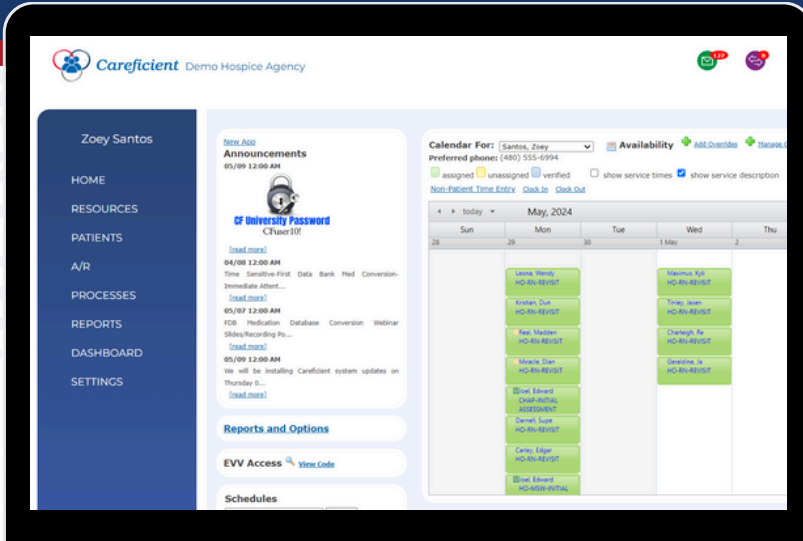 Careficient Demo Hospice Agency
127
Zoey Santos
HOME
RESOURCES
PATIENTS
A/R
PROCESSES
REPORTS
DASHBOARD
SETTINGS
New App
Announcements
05/09 12:00 AM
CF University Password
CFuser10!
[read more]
04/08 12:00 AM
Time Sensitive-First Data Bank Med Conversion-
Immediate Attent...
[read more]
05/07 12:00 AM
FDB Medication Database Conversion Webinar
Slides/Recording Po...
[read more]
05/09 12:00 AM
We will be installing Careficient system updates on
Thursday 0...
[read more]
Reports and Options
EVV Access View Code
Schedules
Calendar For: Santos, Zoey Availability Add Overrides Manage
Preferred phone: (480) 555-6994
assigned unassigned verified show service times show service description
Non-Patient Time Entry Clock In Clock Out
today May, 2024
Sun Mon Tue Wed Thu
28 29 30 1 May 2
Leona, Wendy
HO-RN-REVISIT
Kristian, Dun
HO-RN-REVISIT
Real, Madden
HO-RN-REVISIT
Miracle, Dian
HO-RN-REVISIT
Joel, Edward
CHAP-INITIAL
ASSESSMENT
Darnell, Supe
HO-RN-REVISIT
Carley, Edgar
HO-RN-REVISIT
Joel, Edward
HO-MSW-INITIAL
Maximus, Kyli
HO-RN-REVISIT
Tinley, Jaxen
HO-RN-REVISIT
Charleigh, Re
HO-RN-REVISIT
Geraldine, Ja
HO-RN-REVISIT